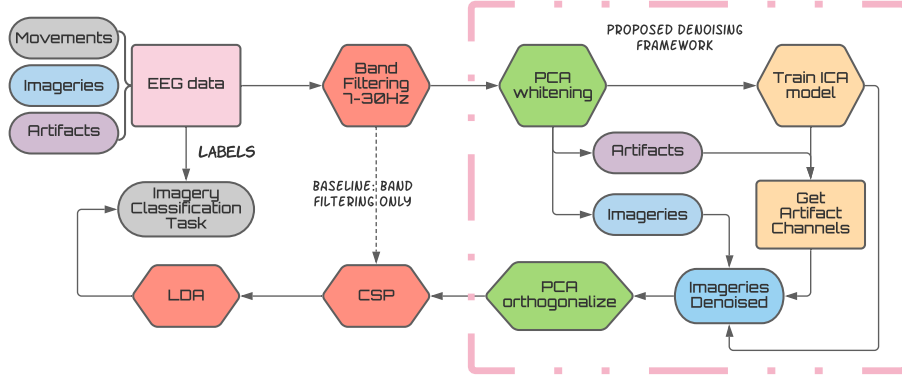 Movements
Imageries
Artifacts
EEG data
Band
Filtering
7-30Hz
PROPOSED DENOISING
FRAMEWORK
PCA
whitening
Train ICA
model
LABELS
Artifacts
Imagery
Classification
Task
BASELINE: BAND
FILTERING ONLY
Imageries
Get
Artifact
Channels
LDA
CSP
PCA
orthogonalize
Imageries
Denoised